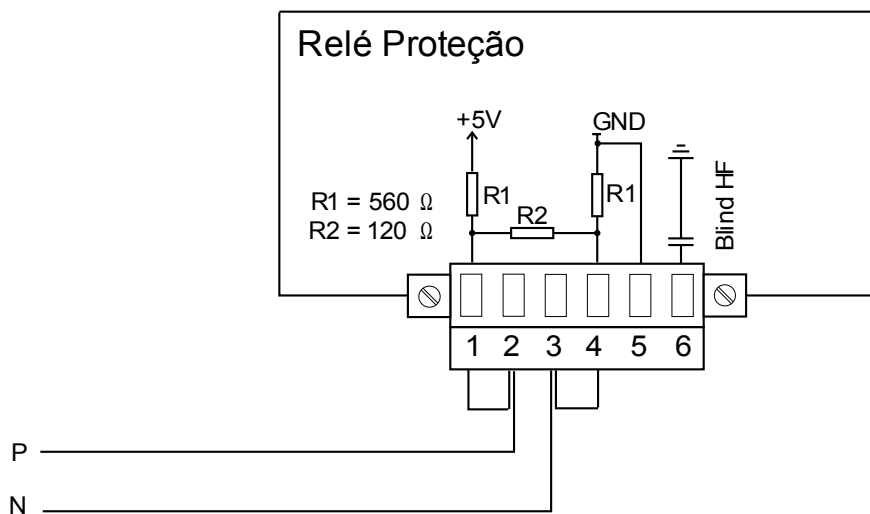 Relé Proteção
+5V
GND
R1
R1
R2
R1 = 560 Ω
R2 = 120 Ω
Blind HF
1 2 3 4 5 6
P
N